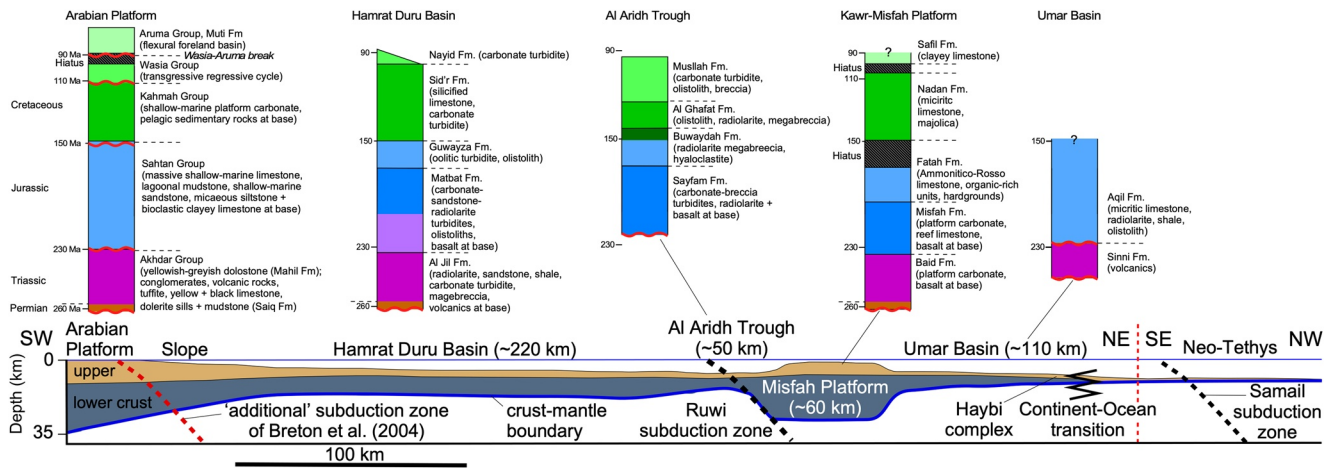 Arabian Platform
Aruma Group, Muti Fm
(flexural foreland basin)
90 Ma
Wasia-Aruma break
Hiatus
Wasia Group
(transgressive regressive cycle)
110 Ma
Cretaceous
Kahmah Group
(shallow-marine platform carbonate,
pelagic sedimentary rocks at base)
150 Ma
Jurassic
Sahtan Group
(massive shallow-marine limestone,
lagoonal mudstone, shallow-marine
sandstone, micaeous siltstone +
bioclastic clayey limestone at base)
230 Ma
Triassic
Akhdar Group
(yellowish-greyish dolostone (Mahil Fm);
conglomerates, volcanic rocks,
tuffite, yellow + black limestone,
dolerite sills + mudstone (Saiq Fm)
Permian
260 Ma
Hamrat Duru Basin
90
Nayid Fm. (carbonate turbidite)
Sid'r Fm.
(silicified
limestone,
carbonate
turbidite)
150
Guwayza Fm.
(oolitic turbidite, olistolith)
Matbat Fm.
(carbonate-
sandstone-
radiolarite
turbidites,
olistoliths,
basalt at base)
230
Al Jil Fm.
(radiolarite, sandstone, shale,
carbonate turbidite,
magebreccia,
volcanics at base)
260
Al Aridh Trough
90
Musllah Fm.
(carbonate turbidite,
olistolith, breccia)
Al Ghafat Fm.
(olistolith, radiolarite, megabreccia)
150
Buwaydah Fm.
(radiolarite megabreecia,
hyaloclastite)
Sayfam Fm.
(carbonate-breccia
turbidites, radiolarite +
basalt at base)
230
Kawr-Misfah Platform
90
?
Safil Fm.
(clayey limestone)
Hiatus
110
Nadan Fm.
(miciritc
limestone,
majolica)
150
Hiatus
Fatah Fm.
(Ammonitico-Rosso
limestone, organic-rich
units, hardgrounds)
Misfah Fm.
(platform carbonate,
reef limestone,
basalt at base)
230
Baid Fm.
(platform carbonate,
basalt at base)
260
Umar Basin
150
?
Aqil Fm.
(micritic limestone,
radiolarite, shale,
olistolith)
230
Sinni Fm.
(volcanics)
SW
Arabian
Platform
Slope
Hamrat Duru Basin (~220 km)
Al Aridh Trough
(~50 km)
Umar Basin (~110 km)
NE
SE
Neo-Tethys
NW
Depth (km)
0
35
upper
lower crust
'additional' subduction zone
of Breton et al. (2004)
crust-mantle
boundary
Ruwi
subduction zone
Misfah Platform
(~60 km)
Haybi
complex
Continent-Ocean
transition
Samail
subduction
zone
100 km